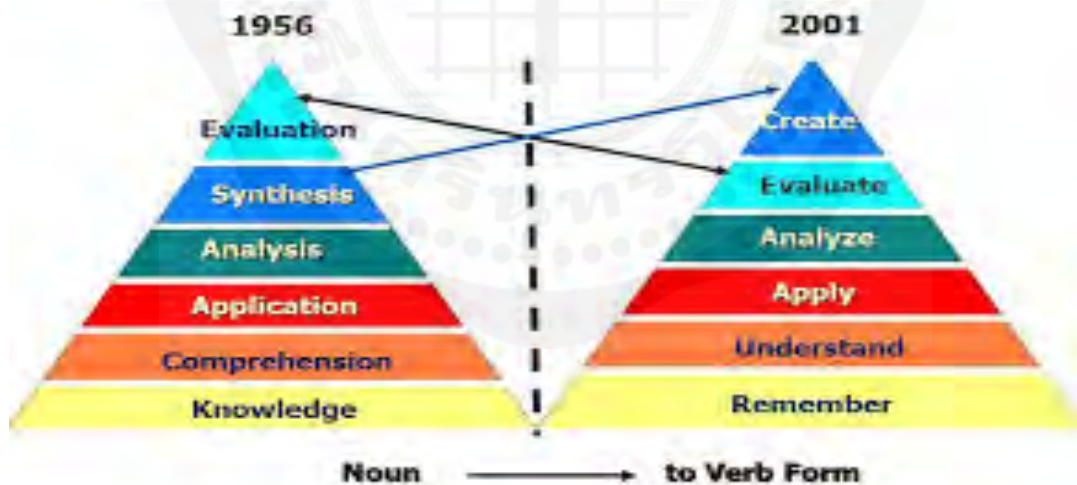 1956
Evaluation
Synthesis
Analysis
Application
Comprehension
Knowledge
2001
Create
Evaluate
Analyze
Apply
Understand
Remember
Noun to Verb Form